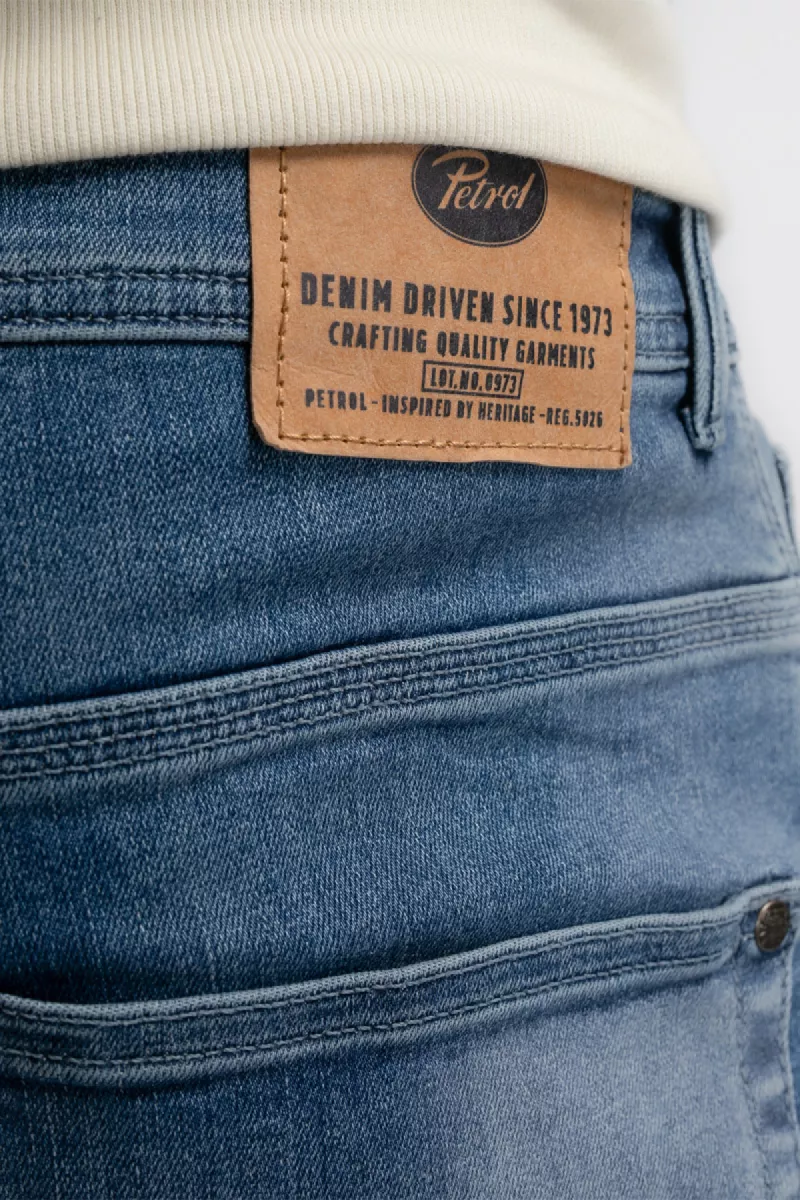 Petrol
DENIM DRIVEN SINCE 1973
CRAFTING QUALITY GARMENTS
LOT.NO.0973
PETROL-INSPIRED BY HERITAGE-REG.5026